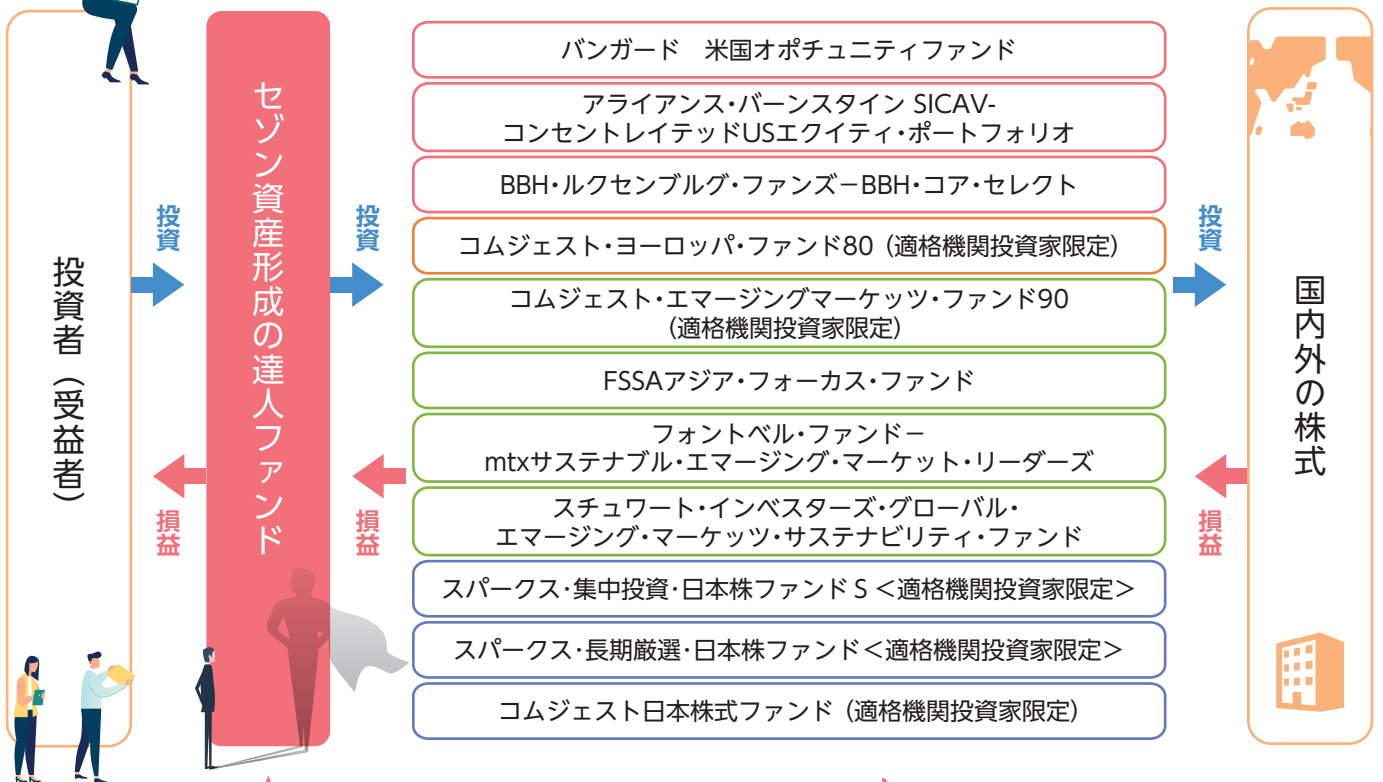 投資者（受益者）
投資
損益
セゾン資産形成の達人ファンド
投資
損益
バンガード　米国オポチュニティファンド
アライアンス・バーンスタイン SICAV-
コンセントレイテッドUSエクイティ・ポートフォリオ
BBH・ルクセンブルグ・ファンズ－BBH・コア・セレクト
コムジェスト・ヨーロッパ・ファンド80（適格機関投資家限定）
コムジェスト・エマージングマーケッツ・ファンド90
（適格機関投資家限定）
FSSAアジア・フォーカス・ファンド
フォントベル・ファンド－
mtxサステナブル・エマージング・マーケット・リーダーズ
スチュワート・インベスターズ・グローバル・
エマージング・マーケッツ・サステナビリティ・ファンド
スパークス・集中投資・日本株ファンド S ＜適格機関投資家限定＞
スパークス・長期厳選・日本株ファンド＜適格機関投資家限定＞
コムジェスト日本株式ファンド（適格機関投資家限定）
投資
損益
国内外の株式